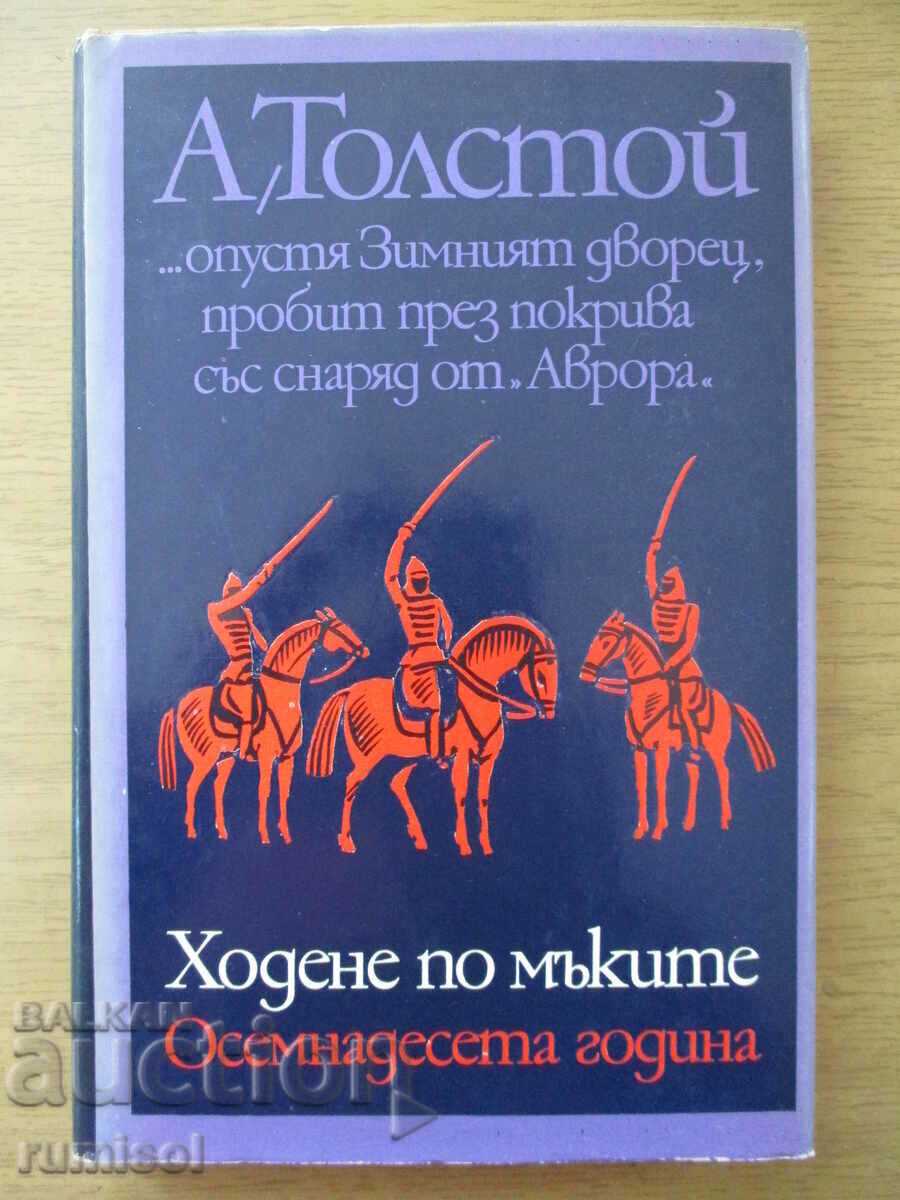 А. Толстой
...опустя Зимният дворец,
пробит през покрива
със снаряд от »Аврора«
Ходене по мъките
Осемнадесета година
BALKAN
auction
rumisol